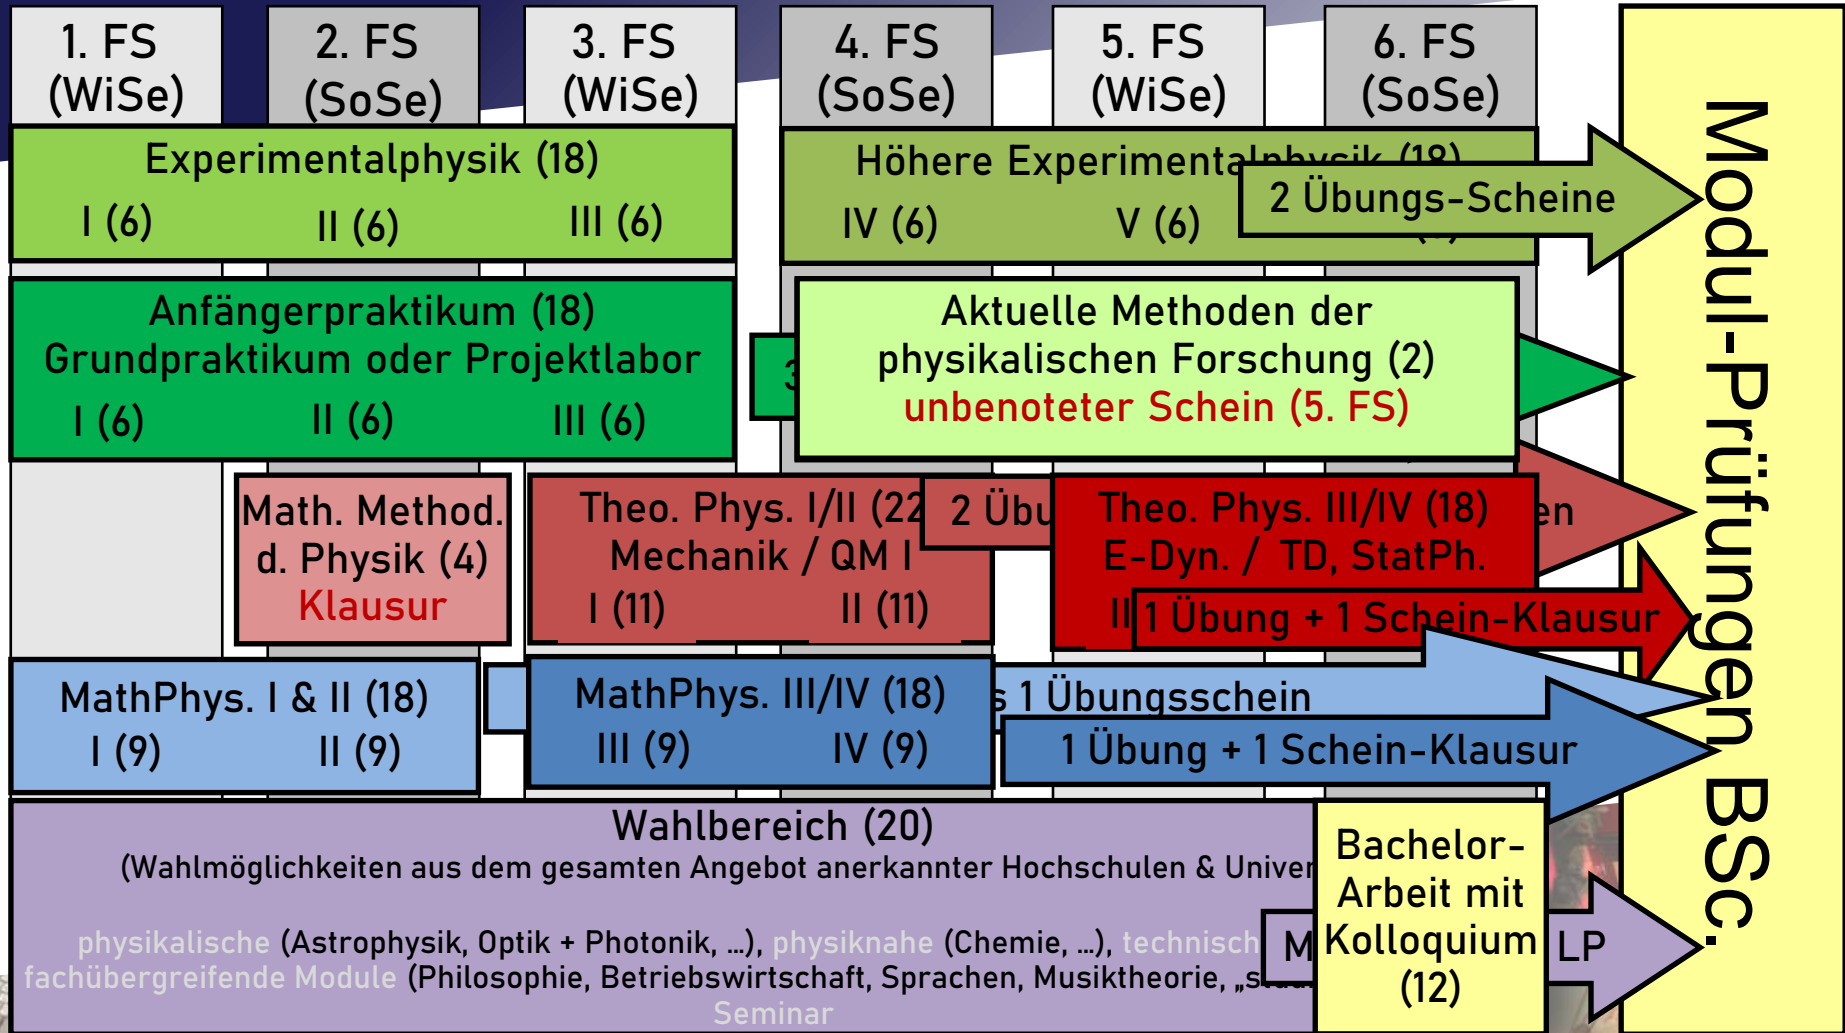 1. FS
(WiSe)
2. FS
(SoSe)
3. FS
(WiSe)
4. FS
(SoSe)
5. FS
(WiSe)
6. FS
(SoSe)
Experimentalphysik (18)
I (6) II (6) III (6)
Höhere Experimentalphysik (18)
IV (6) V (6)
2 Übungs-Scheine
Anfängerpraktikum (18)
Grundpraktikum oder Projektlabor
I (6) II (6) III (6)
3
Aktuelle Methoden der
physikalischen Forschung (2)
unbenoteter Schein (5. FS)
Math. Method.
d. Physik (4)
Klausur
Theo. Phys. I/II (22
Mechanik / QM I
I (11) II (11)
2 Übu
en
Theo. Phys. III/IV (18)
E-Dyn. / TD, StatPh.
II
1 Übung + 1 Schein-Klausur
MathPhys. I & II (18)
I (9) II (9)
MathPhys. III/IV (18)
III (9) IV (9)
s 1 Übungsschein
1 Übung + 1 Schein-Klausur
Wahlbereich (20)
(Wahlmöglichkeiten aus dem gesamten Angebot anerkannter Hochschulen & Univer
physikalische (Astrophysik, Optik + Photonik, ...), physiknahe (Chemie, ...), technisch
fachübergreifende Module (Philosophie, Betriebswirtschaft, Sprachen, Musiktheorie,
Seminar
M
LP
Bachelor-
Arbeit mit
Kolloquium
(12)
Modul-Prüfungen BSc.